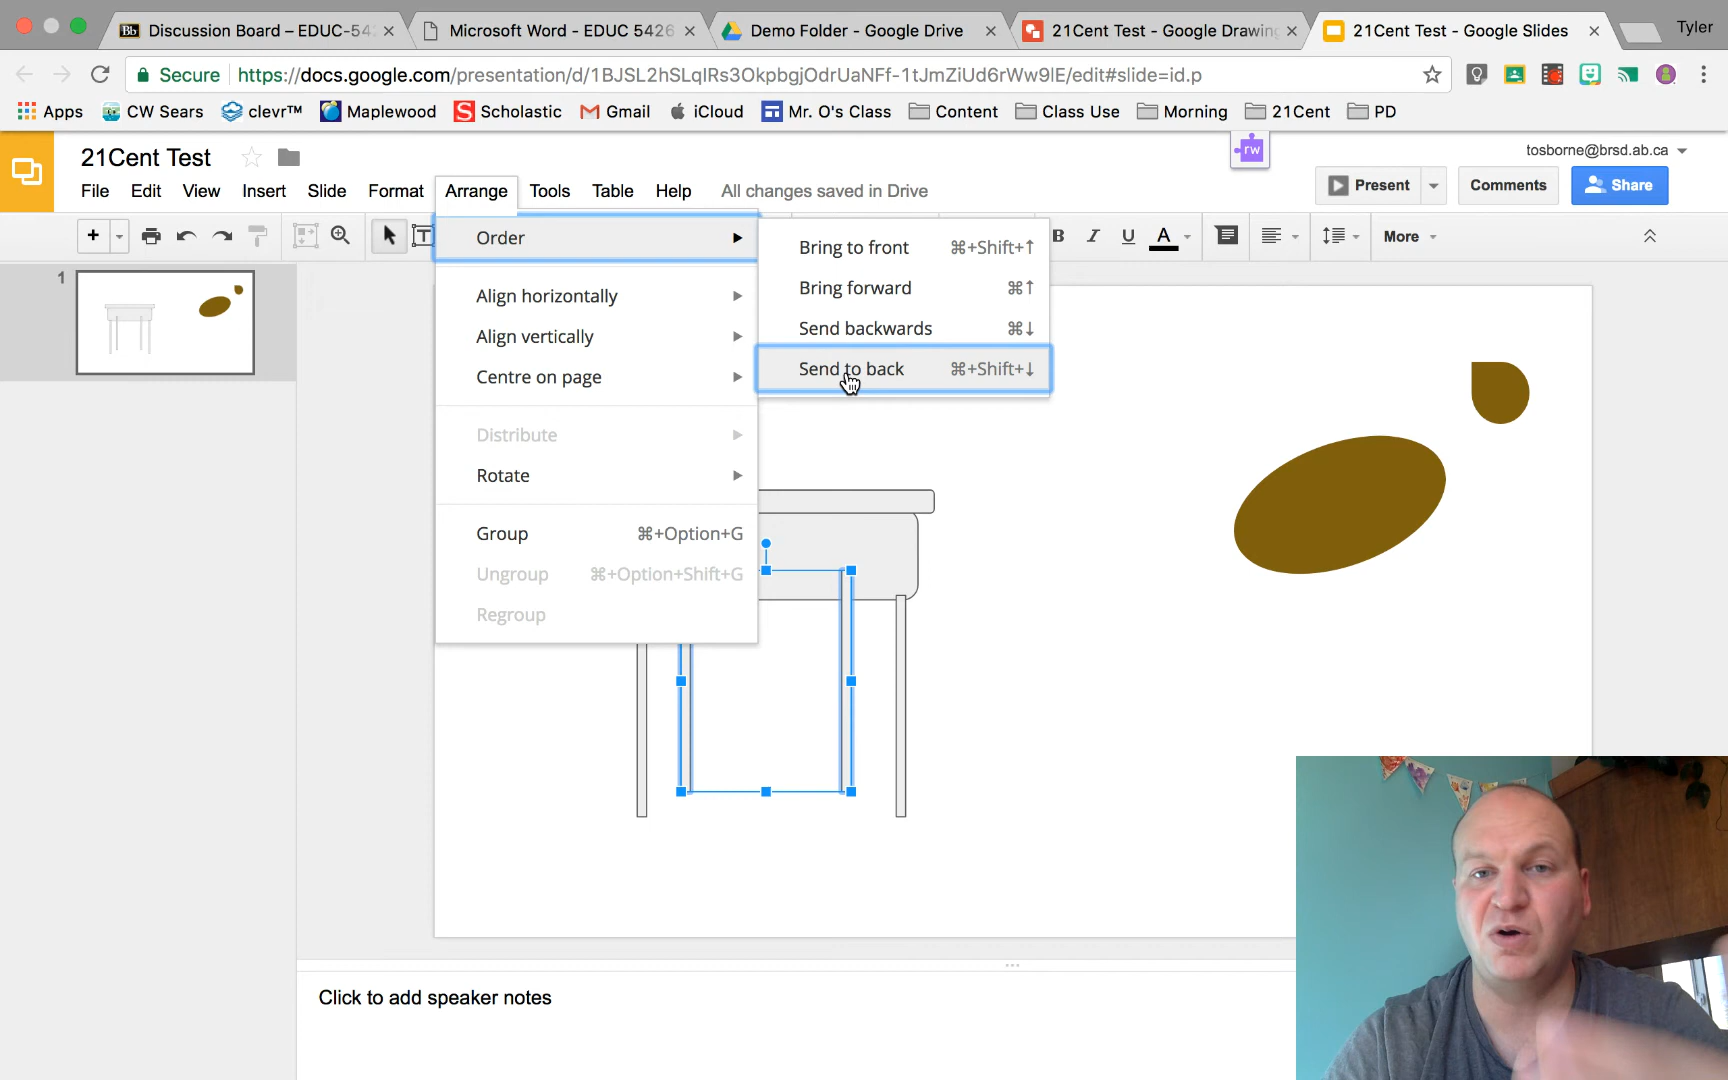 Bb Discussion Board – EDUC-54
Microsoft Word - EDUC 5426
Demo Folder - Google Drive
21Cent Test - Google Drawing
21Cent Test - Google Slides
Tyler
Secure
https://docs.google.com/presentation/d/1BJSL2hSLqIRs3OkpbgjOdrUaNFf-1tJmZiUd6rWw9lE/edit#slide=id.p
Apps
CW Sears
clevr™
Maplewood
S Scholastic
Gmail
iCloud
Mr. O's Class
Content
Class Use
Morning
21Cent
PD
rw
21Cent Test
tosborne@brsd.ab.ca
File
Edit
View
Insert
Slide
Format
Arrange
Tools
Table
Help
All changes saved in Drive
Present
Comments
Share
B
I
U
A
More
Order
Align horizontally
Align vertically
Centre on page
Distribute
Rotate
Group ⌘+Option+G
Ungroup ⌘+Option+Shift+G
Regroup
Bring to front ⌘+Shift+↑
Bring forward ⌘↑
Send backwards ⌘↓
Send to back ⌘+Shift+↓
1
Click to add speaker notes